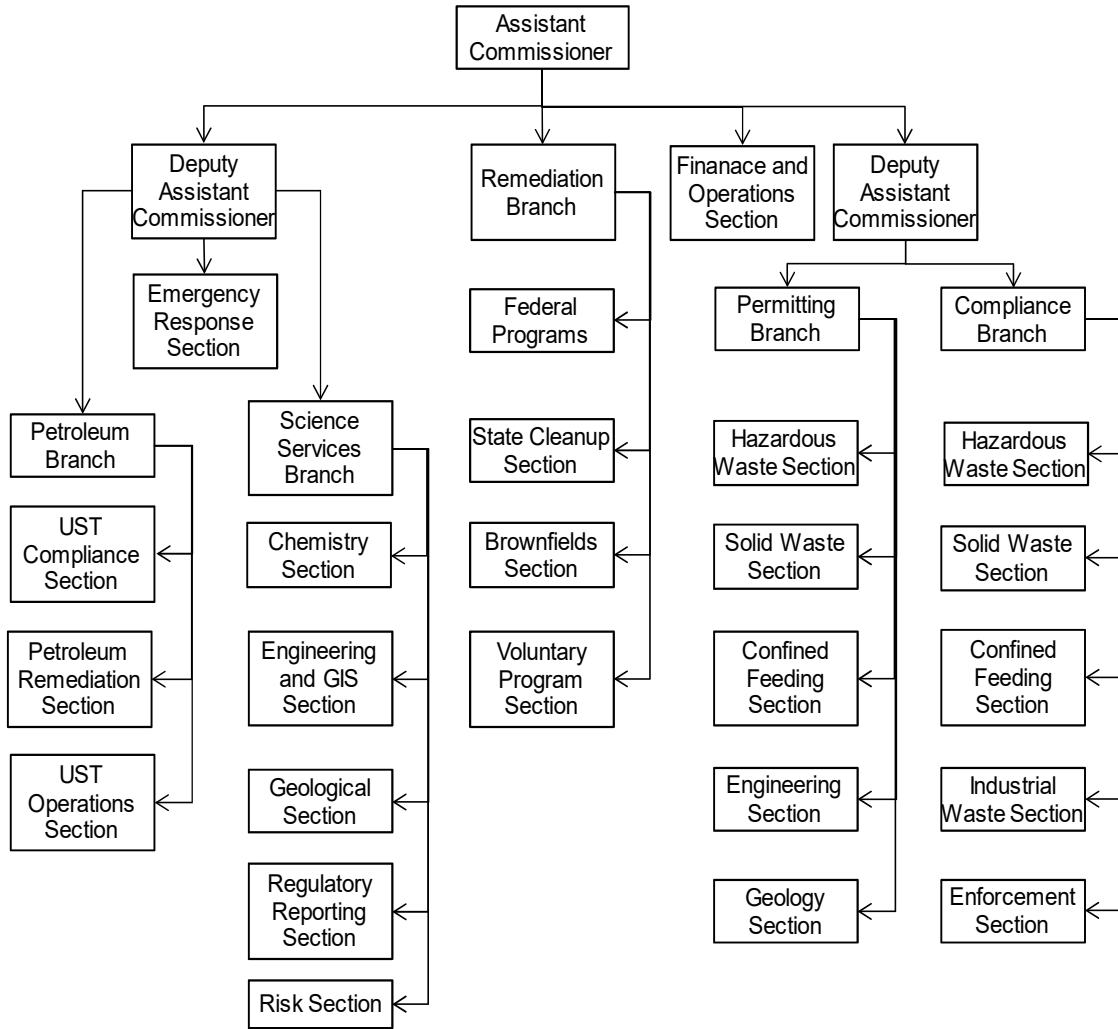 Assistant
Commissioner
Deputy
Assistant
Commissioner
Remediation
Branch
Finanace and
Operations
Section
Deputy
Assistant
Commissioner
Emergency
Response
Section
Federal
Programs
Permitting
Branch
Compliance
Branch
Petroleum
Branch
Science
Services
Branch
State Cleanup
Section
Hazardous
Waste Section
Hazardous
Waste Section
UST
Compliance
Section
Chemistry
Section
Brownfields
Section
Solid Waste
Section
Solid Waste
Section
Petroleum
Remediation
Section
Engineering
and GIS
Section
Voluntary
Program
Section
Confined
Feeding
Section
Confined
Feeding
Section
UST
Operations
Section
Geological
Section
Engineering
Section
Industrial
Waste Section
Regulatory
Reporting
Section
Geology
Section
Enforcement
Section
Risk Section